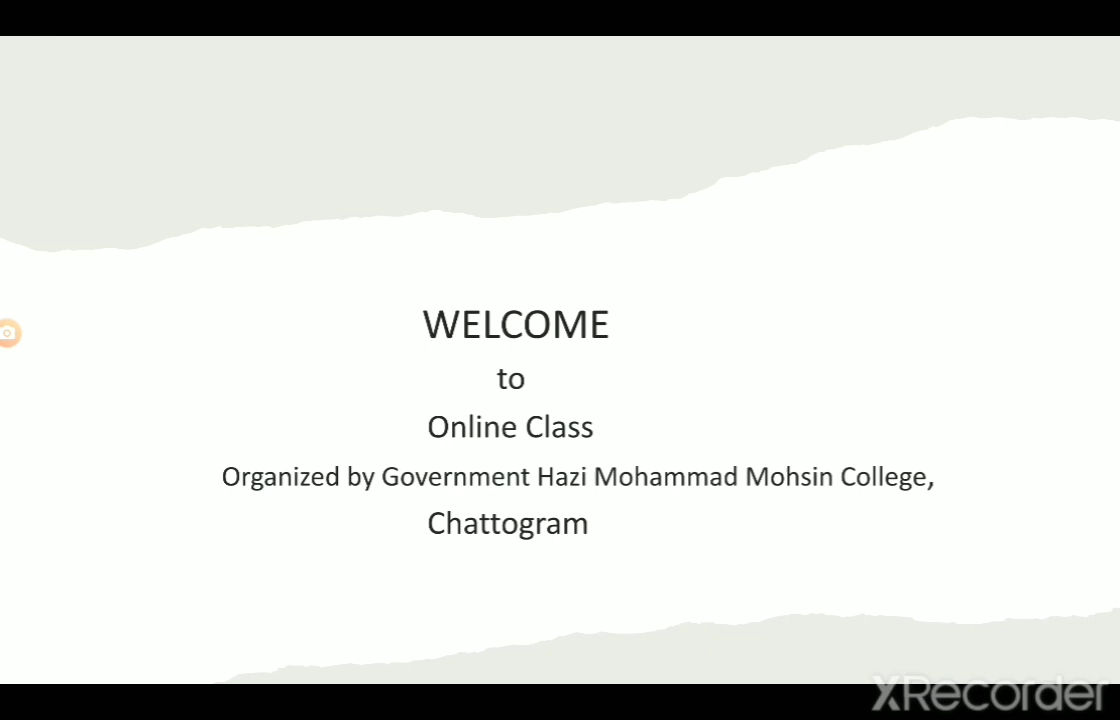 WELCOME
to
Online Class
Organized by Government Hazi Mohammad Mohsin College,
Chattogram
XRecorder